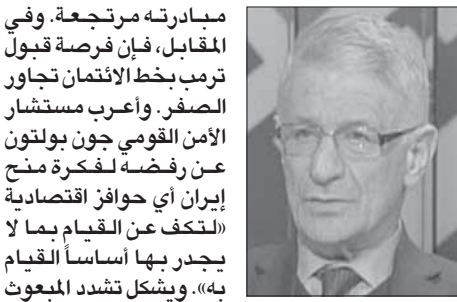 مبادرته مرتجعة. وفي
المقابل، فإن فرصة قبول
ترمب بخط الائتمان تجاور
الصفر. وأعرب مستشار
الأمن القومي جون بولتون
عن رفضه لفكرة منح
إيران أي حوافز اقتصادية
«لتكف عن القيام بما لا
يجدر بها أساساً القيام
به». ويشكل تشدد المبعوث